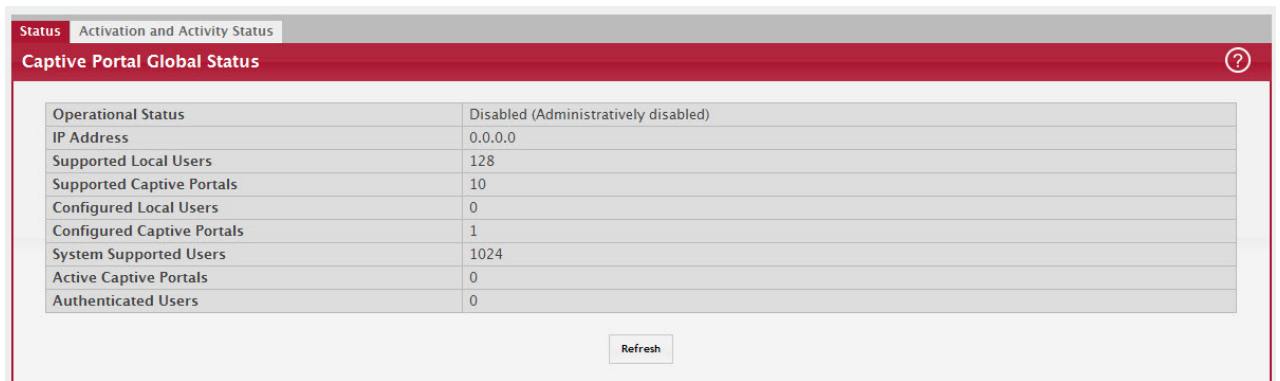 Status Activation and Activity Status
Captive Portal Global Status ?
Operational Status Disabled (Administratively disabled)
IP Address 0.0.0.0
Supported Local Users 128
Supported Captive Portals 10
Configured Local Users 0
Configured Captive Portals 1
System Supported Users 1024
Active Captive Portals 0
Authenticated Users 0
Refresh